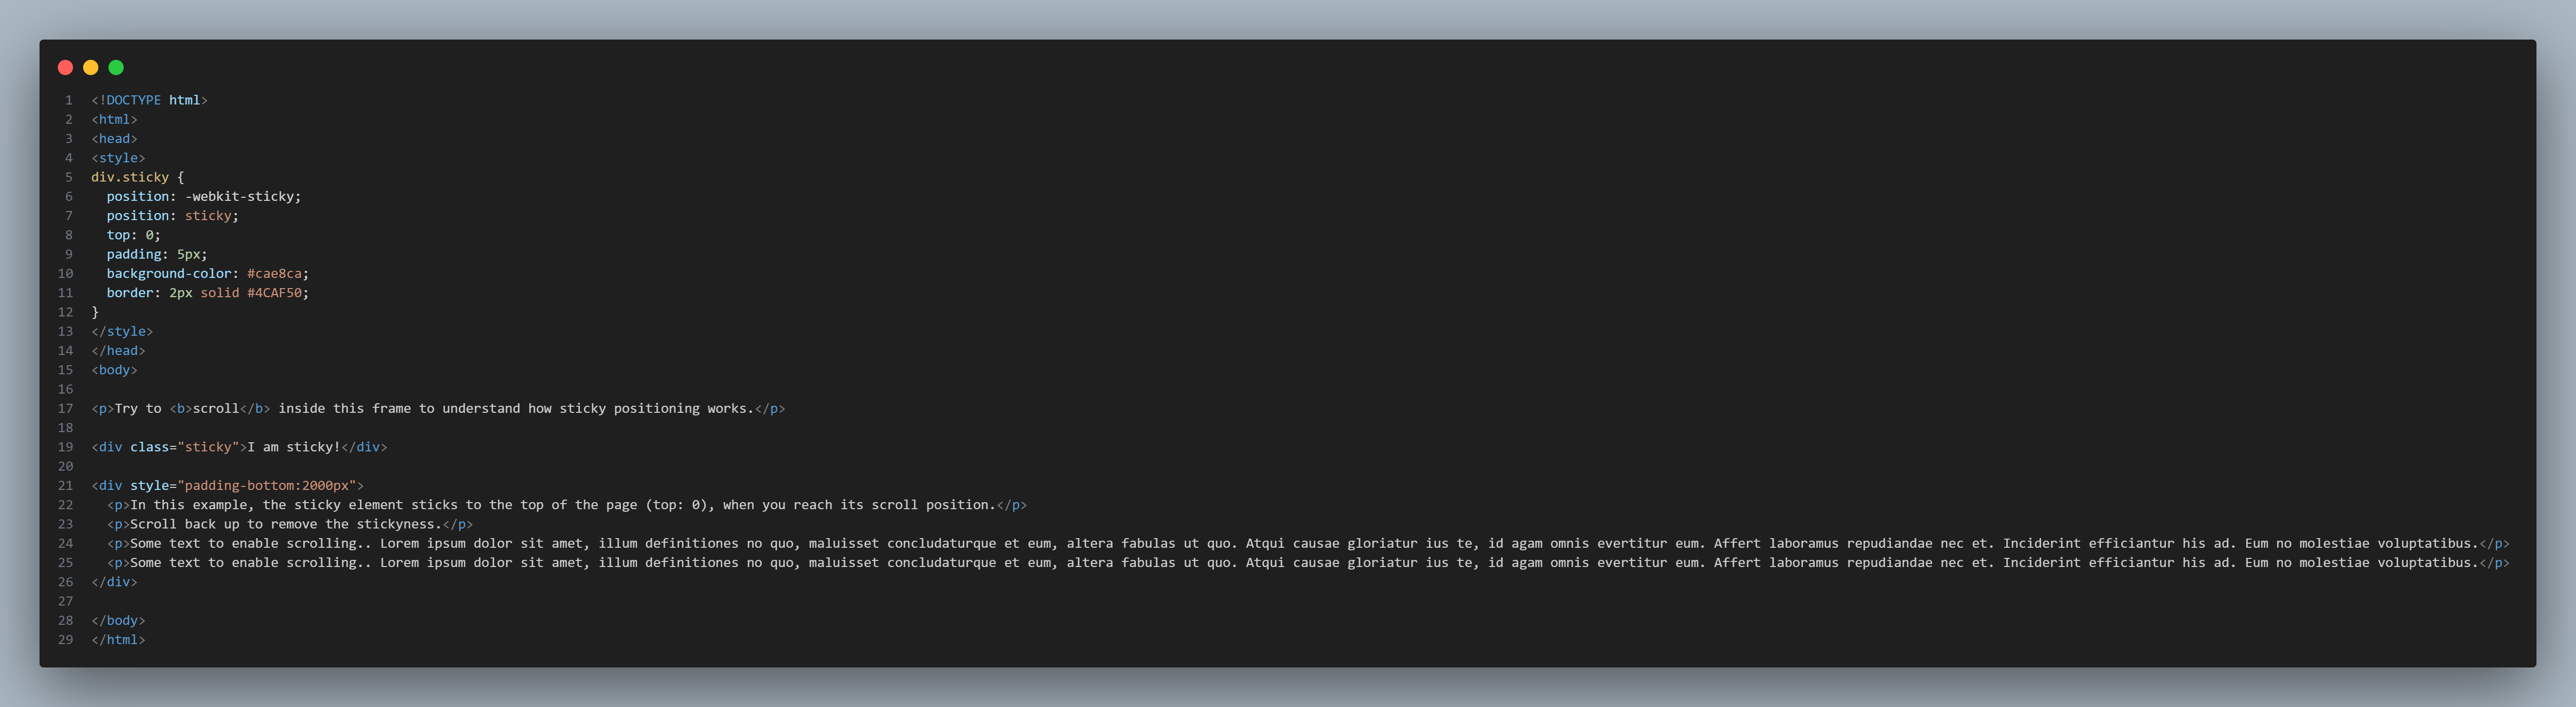 1 <!DOCTYPE html>
2 <html>
3 <head>
4 <style>
5 div.sticky {
6   position: -webkit-sticky;
7   position: sticky;
8   top: 0;
9   padding: 5px;
10   background-color: #cae8ca;
11   border: 2px solid #4CAF50;
12 }
13 </style>
14 </head>
15 <body>
16
17 <p>Try to <b>scroll</b> inside this frame to understand how sticky positioning works.</p>
18
19 <div class="sticky">I am sticky!</div>
20
21 <div style="padding-bottom:2000px">
22   <p>In this example, the sticky element sticks to the top of the page (top: 0), when you reach its scroll position.</p>
23   <p>Scroll back up to remove the stickyness.</p>
24   <p>Some text to enable scrolling.. Lorem ipsum dolor sit amet, illum definitiones no quo, maluisset concludaturque et eum, altera fabulas ut quo. Atqui causae gloriatur ius te, id agam omnis evertitur eum. Affert laboramus repudiandae nec et. Inciderint efficiantur his ad. Eum no molestiae voluptatibus.</p>
25   <p>Some text to enable scrolling.. Lorem ipsum dolor sit amet, illum definitiones no quo, maluisset concludaturque et eum, altera fabulas ut quo. Atqui causae gloriatur ius te, id agam omnis evertitur eum. Affert laboramus repudiandae nec et. Inciderint efficiantur his ad. Eum no molestiae voluptatibus.</p>
26 </div>
27
28 </body>
29 </html>